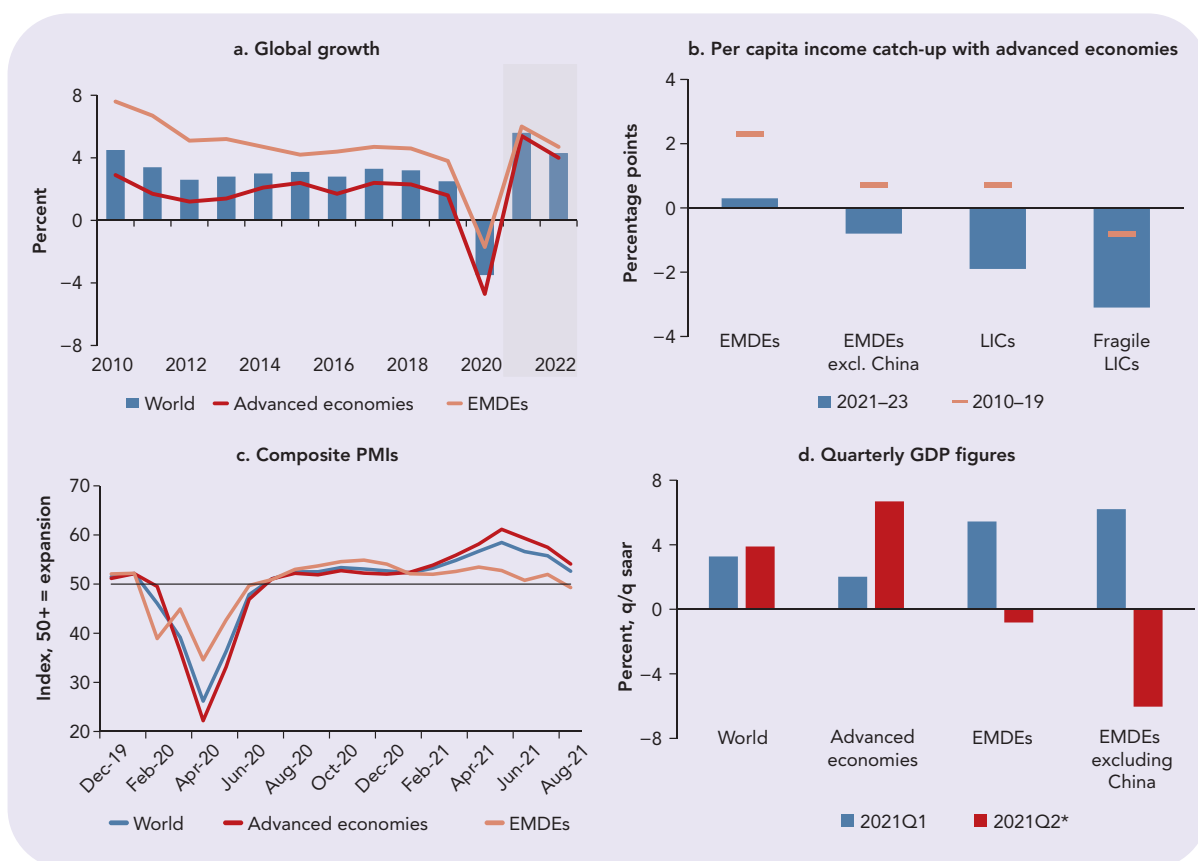 a. Global growth
Percent
8
4
0
−4
−8
2010 2012 2014 2016 2018 2020 2022
World Advanced economies EMDEs
b. Per capita income catch-up with advanced economies
Percentage points
4
2
0
−2
−4
EMDEs EMDEs excl. China LICs Fragile LICs
2021–23 2010–19
c. Composite PMIs
Index, 50+ = expansion
70
60
50
40
30
20
Dec-19 Feb-20 Apr-20 Jun-20 Aug-20 Oct-20 Dec-20 Feb-21 Apr-21 Jun-21 Aug-21
World Advanced economies EMDEs
d. Quarterly GDP figures
Percent, q/q saar
8
4
0
−4
−8
World Advanced economies EMDEs EMDEs excluding China
2021Q1 2021Q2*